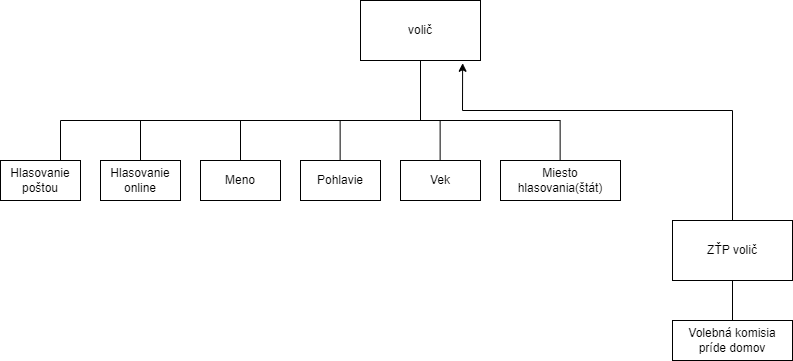 volič
Hlasovanie
poštou
Hlasovanie
online
Meno
Pohlavie
Vek
Miesto
hlasovania(štát)
ZŤP volič
Volebná komisia
príde domov